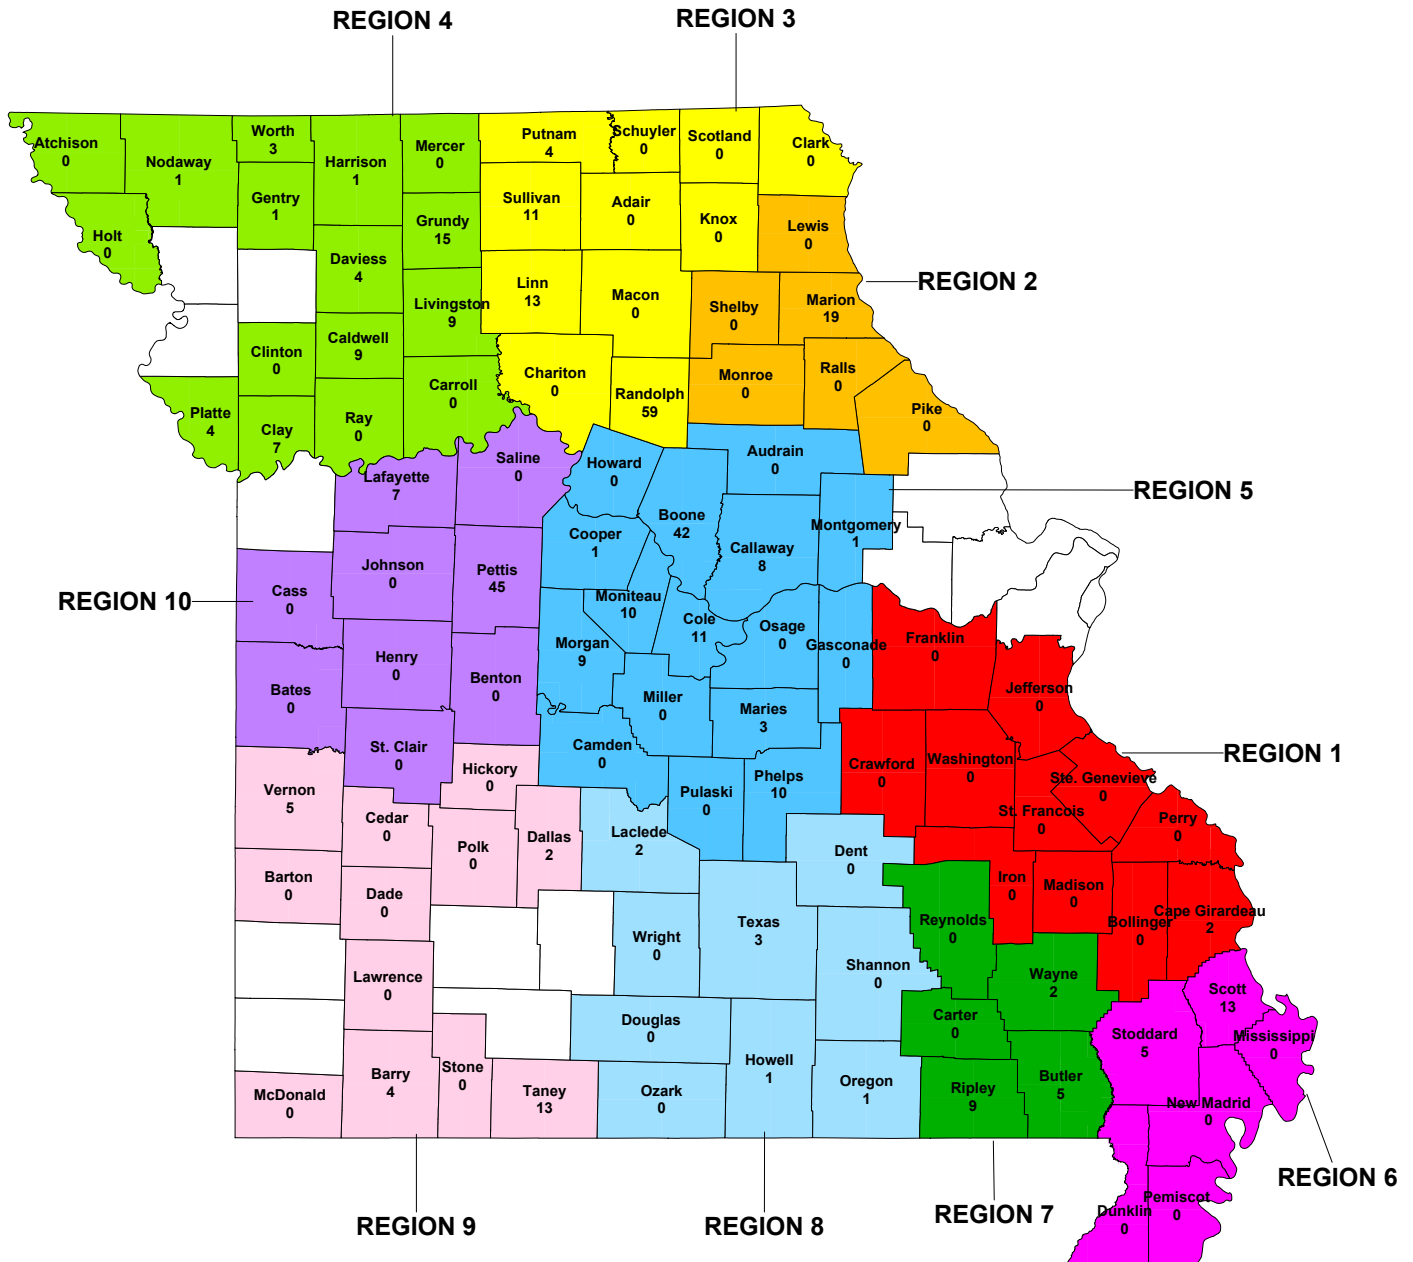 REGION 4
REGION 3
Atchison
0
Nodaway
1
Worth
3
Harrison
1
Mercer
0
Putnam
4
Schuyler
0
Scotland
0
Clark
0
Holt
0
Gentry
1
Grundy
15
Sullivan
11
Adair
0
Knox
0
Lewis
0
Daviess
4
Livingston
9
Linn
13
Macon
0
Shelby
0
Marion
19
REGION 2
Clinton
0
Caldwell
9
Carroll
0
Chariton
0
Randolph
59
Monroe
0
Ralls
0
Pike
0
Platte
4
Clay
7
Ray
0
Lafayette
7
Saline
0
Howard
0
Audrain
0
Boone
42
Callaway
8
Montgomery
1
REGION 5
Cooper
1
Johnson
0
Pettis
45
Cass
0
REGION 10
Moniteau
10
Cole
11
Osage
0
Gasconade
0
Franklin
0
Morgan
9
Henry
0
Benton
0
Bates
0
Miller
0
Maries
3
Jefferson
0
St. Clair
0
Camden
0
Hickory
0
Vernon
5
Pulaski
0
Phelps
10
Crawford
0
Washington
0
Ste. Genevieve
0
St. Francois
0
Perry
0
REGION 1
Cedar
0
Polk
0
Dallas
2
Laclede
2
Dent
0
Barton
0
Dade
0
Iron
0
Madison
0
Bollinger
0
Cape Girardeau
2
Reynolds
0
Wright
0
Texas
3
Shannon
0
Wayne
2
Lawrence
0
Scott
13
Douglas
0
Carter
0
Stoddard
5
Mississippi
0
McDonald
0
Barry
4
Stone
0
Taney
13
Ozark
0
Howell
1
Oregon
1
Ripley
9
Butler
5
New Madrid
0
Dunklin
0
Pemiscot
0
REGION 6
REGION 9
REGION 8
REGION 7